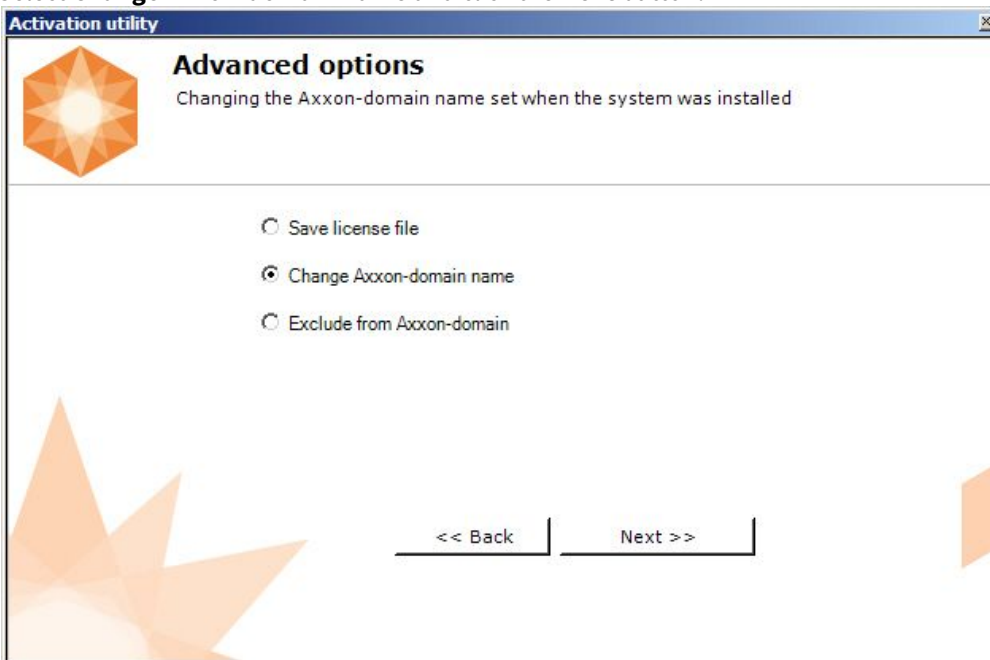 Activation utility
Advanced options
Changing the Axxon-domain name set when the system was installed
Save license file
Change Axxon-domain name
Exclude from Axxon-domain
<< Back
Next >>